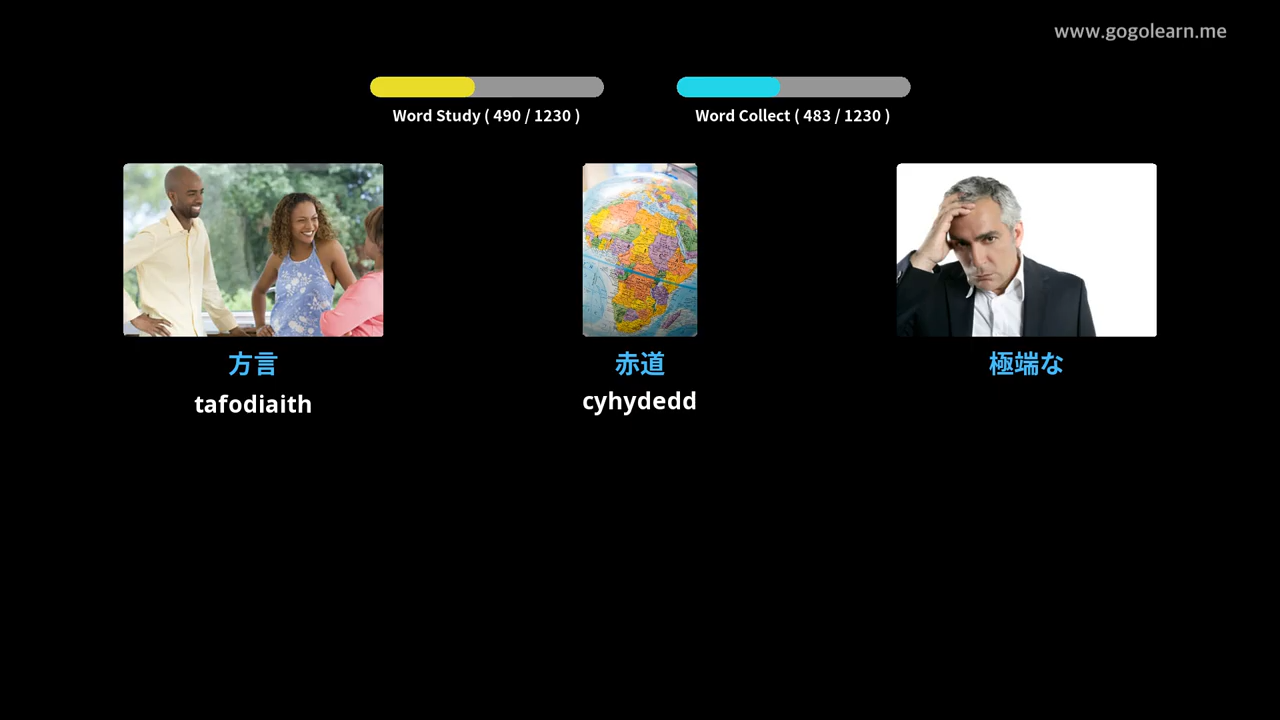 www.gogolearn.me
Word Study ( 490 / 1230 )
Word Collect ( 483 / 1230 )
方言
赤道
極端な
tafodiaith
cyhydedd